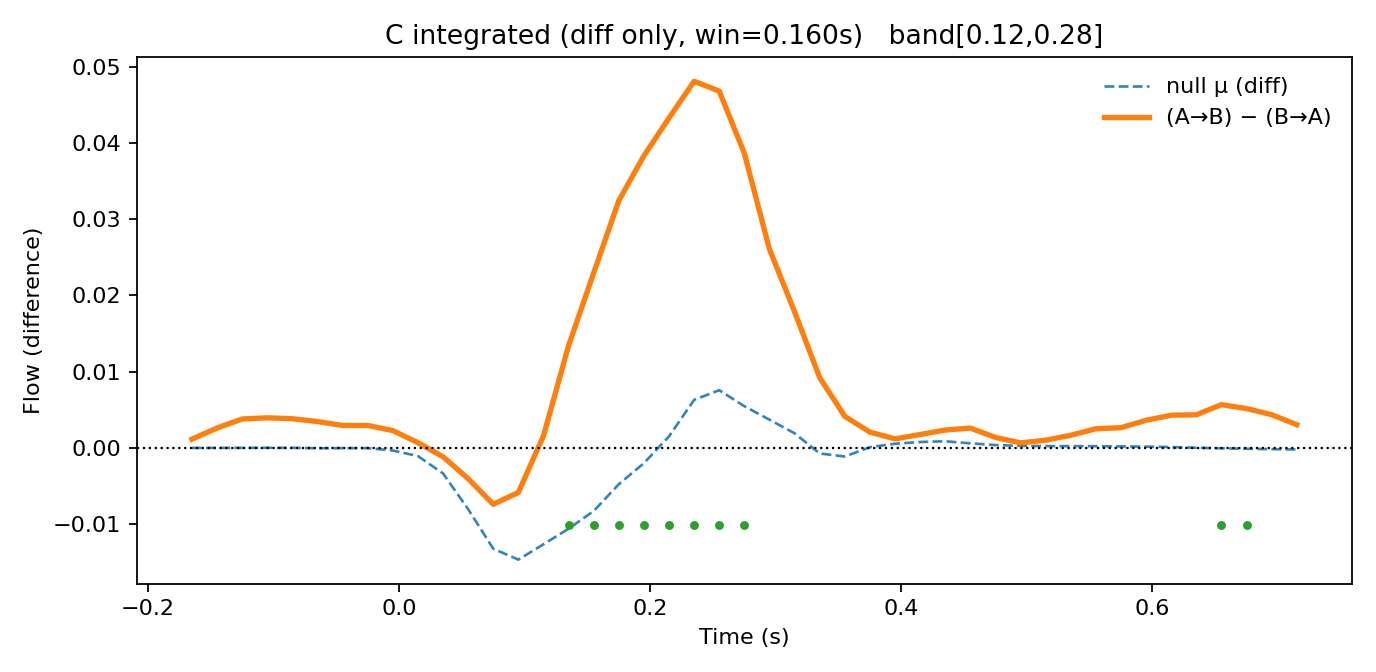 C integrated (diff only, win=0.160s)   band[0.12,0.28]
0.05
0.04
0.03
0.02
0.01
0.00
−0.01
Flow (difference)
null μ (diff)
(A→B) − (B→A)
−0.2
0.0
0.2
0.4
0.6
Time (s)